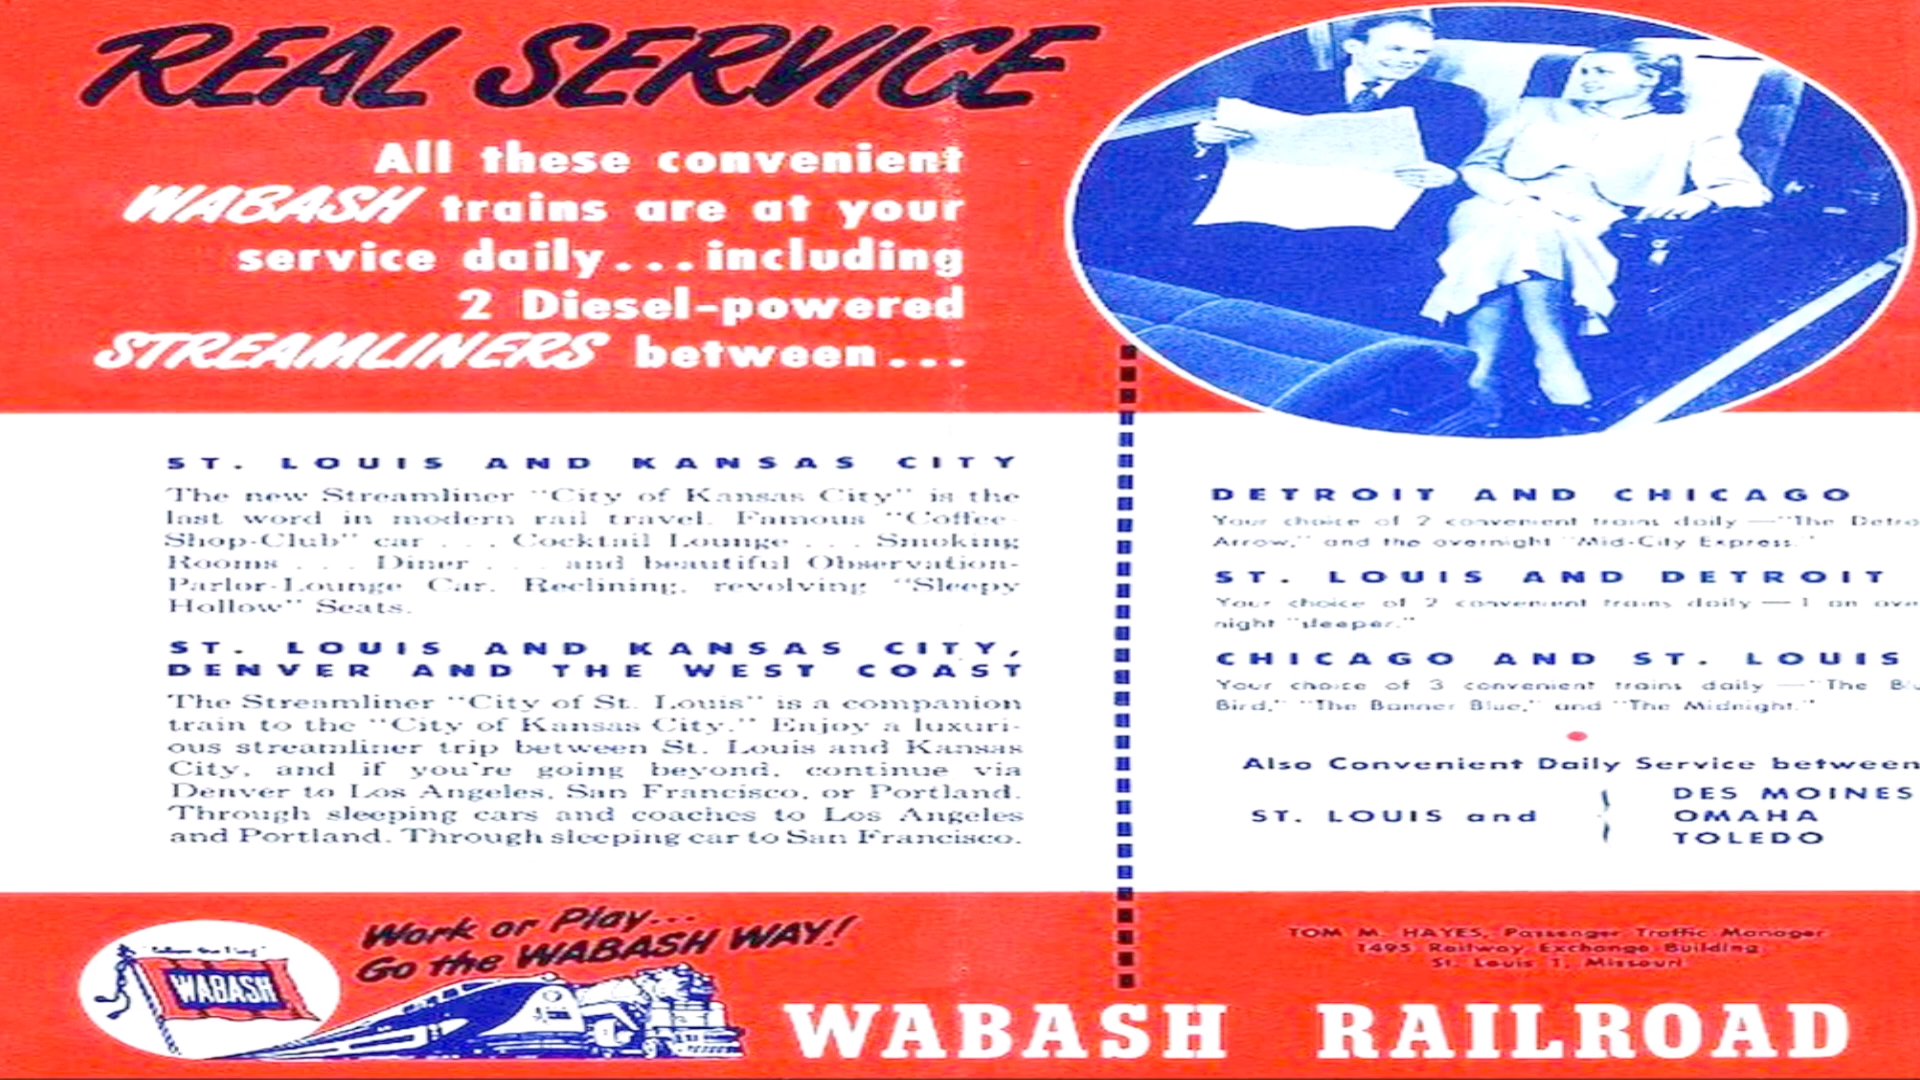 REAL SERVICE
All these convenient
WABASH trains are at your
service daily...including
2 Diesel-powered
STREAMLINERS between...
ST. LOUIS AND KANSAS CITY
The new Streamliner "City of Kansas City" is the
last word in modern rail travel. Famous "Coffee-
Shop-Club" car . . . Cocktail Lounge . . . Smoking
Rooms . . . Diner . . . and beautiful Observation-
Parlor-Lounge Car. Reclining, revolving "Sleepy
Hollow" Seats.
ST. LOUIS AND KANSAS CITY,
DENVER AND THE WEST COAST
The Streamliner "City of St. Louis" is a companion
train to the "City of Kansas City." Enjoy a luxuri-
ous streamliner trip between St. Louis and Kansas
City, and if you're going beyond, continue via
Denver to Los Angeles, San Francisco, or Portland.
Through sleeping cars and coaches to Los Angeles
and Portland. Through sleeping car to San Francisco.
DETROIT AND CHICAGO
Your choice of 2 convenient trains daily—"The Detro
Arrow," and the overnight "Mid-City Express."
ST. LOUIS AND DETROIT
Your choice of 2 convenient trains daily—1 an ove
night "sleeper."
CHICAGO AND ST. LOUIS
Your choice of 3 convenient trains daily—"The Bl
Bird," "The Banner Blue," and "The Midnight."
Also Convenient Daily Service between
ST. LOUIS and
DES MOINES
OMAHA
TOLEDO
Work or Play...
Go the WABASH WAY!
"Follow the Flag"
WABASH
TOM M. HAYES, Passenger Traffic Manager
1495 Railway Exchange Building
St. Louis 1, Missouri
WABASH RAILROAD